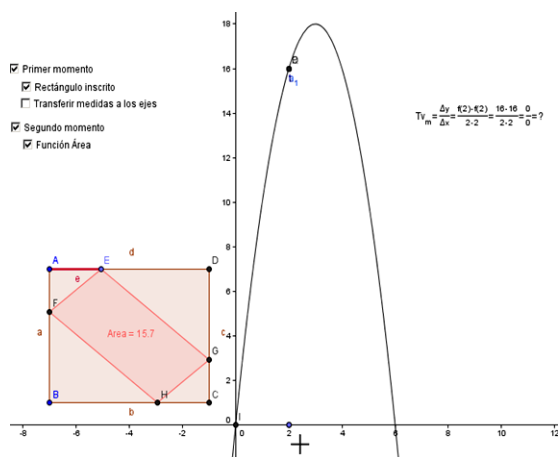 Primer momento
Rectángulo inscrito
Transferir medidas a los ejes
Segundo momento
Función Área
18
16
14
12
10
8
6
4
2
0
Tv_m = Δy/Δx = f(2)-f(2)/2-2 = 16-16/2-2 = 0/0 = ?
A
E
d
D
e
F
a
Area = 15.7
c
G
B
H
C
b
I
-8
-6
-4
-2
0
2
4
6
8
10
12